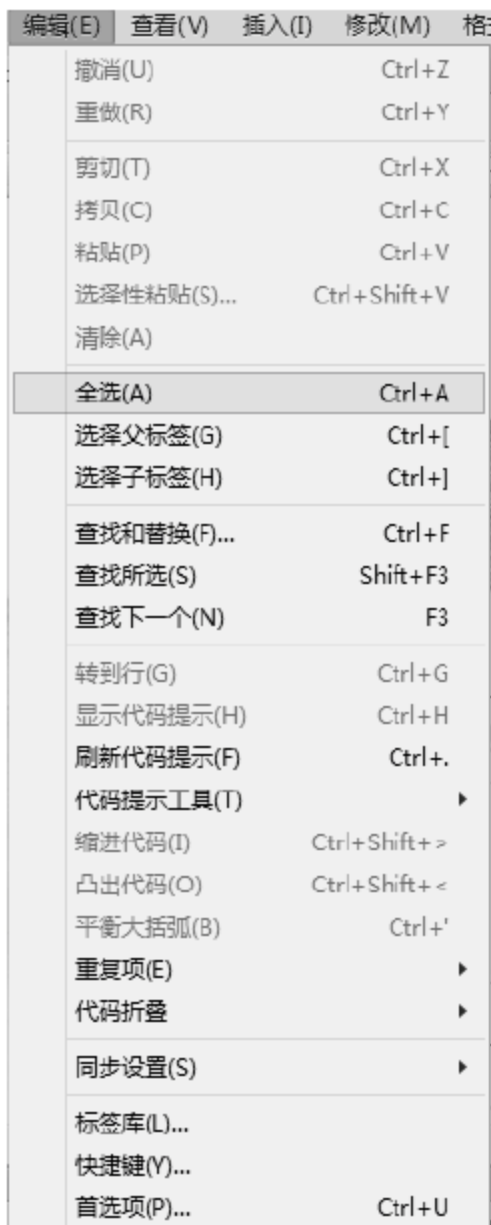 编辑(E) 查看(V) 插入(I) 修改(M) 格
撤消(U) Ctrl+Z
重做(R) Ctrl+Y
剪切(T) Ctrl+X
拷贝(C) Ctrl+C
粘贴(P) Ctrl+V
选择性粘贴(S)... Ctrl+Shift+V
清除(A)
全选(A) Ctrl+A
选择父标签(G) Ctrl+[
选择子标签(H) Ctrl+]
查找和替换(F)... Ctrl+F
查找所选(S) Shift+F3
查找下一个(N) F3
转到行(G) Ctrl+G
显示代码提示(H) Ctrl+H
刷新代码提示(F) Ctrl+.
代码提示工具(T)
缩进代码(I) Ctrl+Shift+>
凸出代码(O) Ctrl+Shift+<
平衡大括弧(B) Ctrl+'
重复项(E)
代码折叠
同步设置(S)
标签库(L)...
快捷键(Y)...
首选项(P)... Ctrl+U